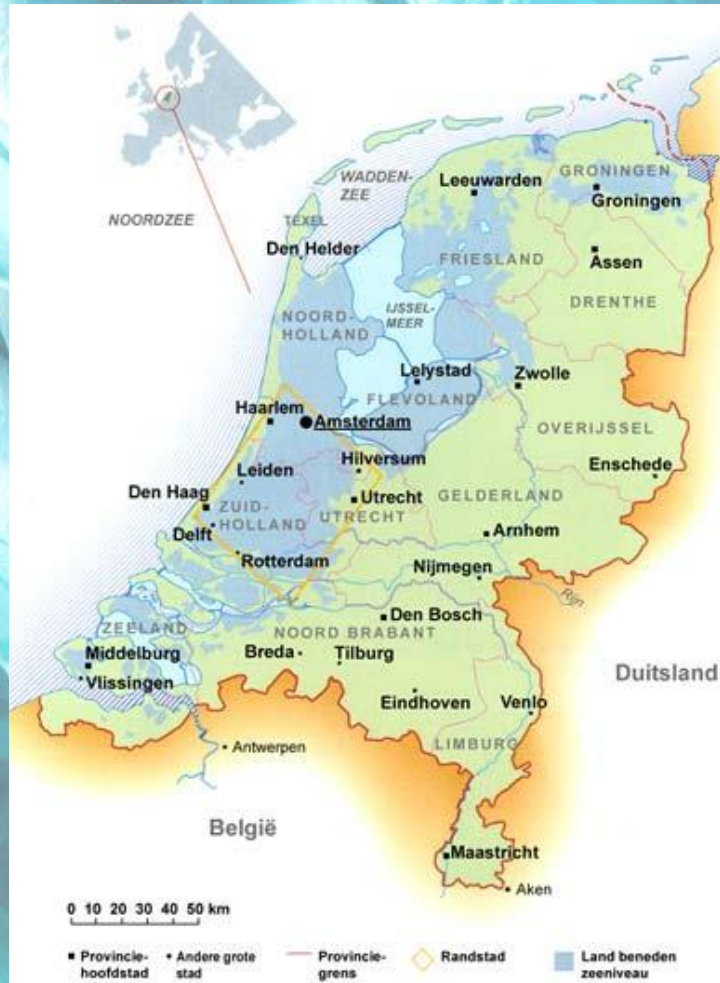 WADDEN-
ZEE
NOORDZEE
TEXEL
Den Helder
Leeuwarden
GRONINGEN
Groningen
FRIESLAND
Assen
DRENTHE
NOORD-
HOLLAND
IJSSEL-
MEER
Lelystad
Zwolle
FLEVOLAND
Haarlem
Amsterdam
OVERIJSSEL
Hilversum
Enschede
Leiden
Den Haag
Utrecht
GELDERLAND
ZUID-
HOLLAND
UTRECHT
Delft
Arnhem
Rotterdam
Nijmegen
Rijn
Den Bosch
ZEELAND
NOORD BRABANT
Middelburg
Breda
Tilburg
Vlissingen
Eindhoven
Venlo
Duitsland
LIMBURG
Antwerpen
België
Maastricht
Aken
0 10 20 30 40 50 km
Provincie-
hoofdstad
Andere grote
stad
Provincie-
grens
Randstad
Land beneden
zeeniveau